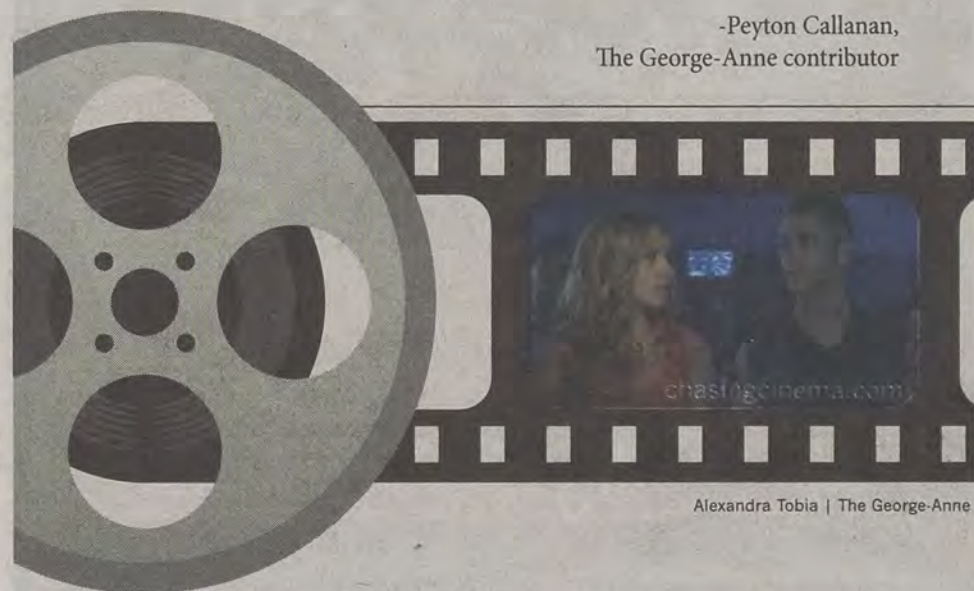 -Peyton Callanan,
The George-Anne contributor
chasingcinema.com
Alexandra Tobia | The George-Anne